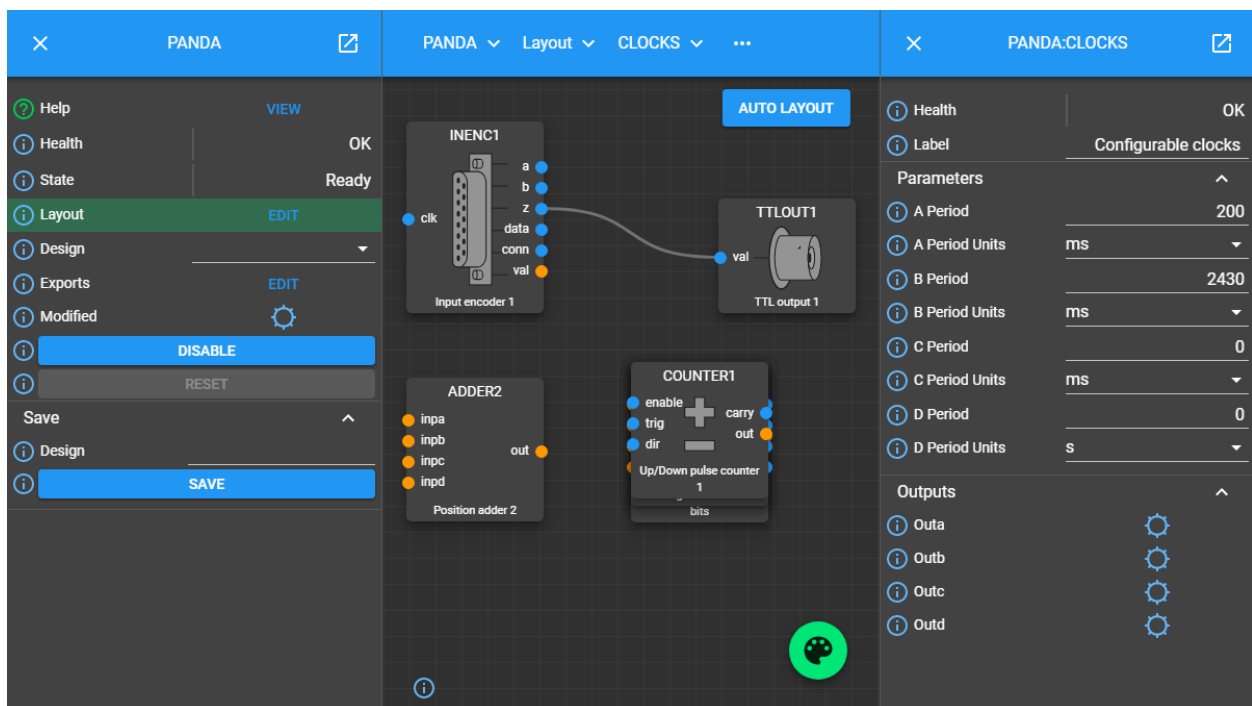 PANDA
Help VIEW
Health OK
State Ready
Layout EDIT
Design
Exports EDIT
Modified
DISABLE
RESET
Save
Design
SAVE
PANDA Layout CLOCKS
AUTO LAYOUT
INENC1
clk
a
b
z
data
conn
val
Input encoder 1
TTLOUT1
val
TTL output 1
ADDER2
inpa
inpb
inpc
inpd
out
Position adder 2
COUNTER1
enable
trig
dir
carry
out
Up/Down pulse counter
1
bits
PANDA:CLOCKS
Health OK
Label Configurable clocks
Parameters
A Period 200
A Period Units ms
B Period 2430
B Period Units ms
C Period 0
C Period Units ms
D Period 0
D Period Units s
Outputs
Outa
Outb
Outc
Outd